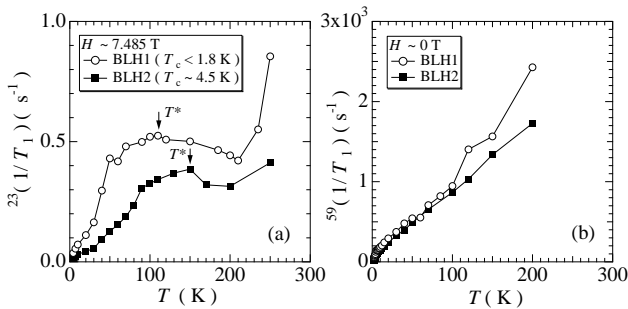 H ~ 7.485 T
BLH1 ( Tc < 1.8 K )
BLH2 ( Tc ~ 4.5 K )
T*
T*
(a)
23(1/T1) ( s-1 )
1.0
0.5
0.0
0 100 200 300
T ( K )
3x10³
H ~ 0 T
BLH1
BLH2
(b)
59(1/T1) ( s-1 )
2
1
0
0 100 200 300
T ( K )